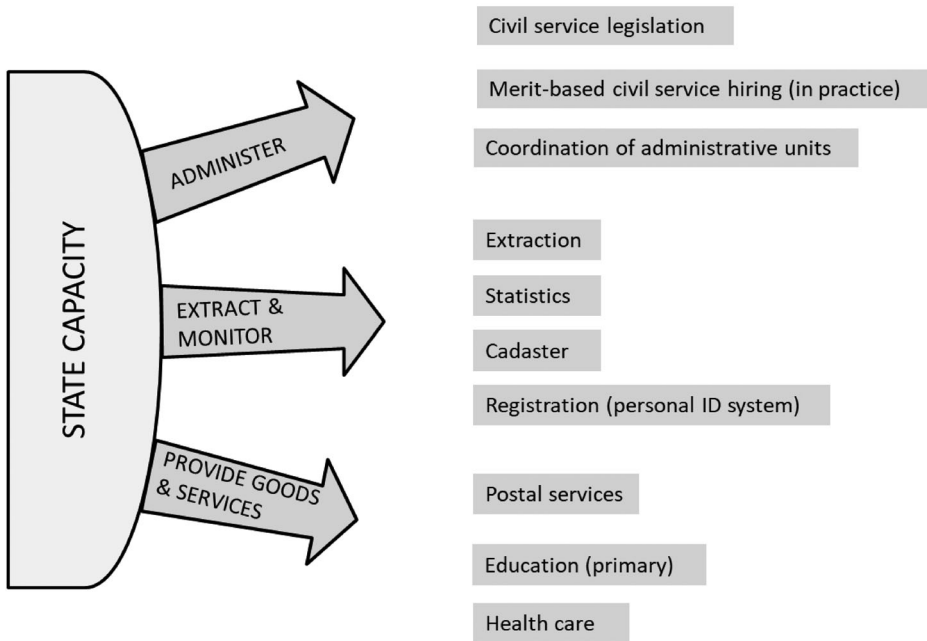 STATE CAPACITY
ADMINISTER
Civil service legislation
Merit-based civil service hiring (in practice)
Coordination of administrative units
EXTRACT &
MONITOR
Extraction
Statistics
Cadaster
Registration (personal ID system)
PROVIDE GOODS
& SERVICES
Postal services
Education (primary)
Health care